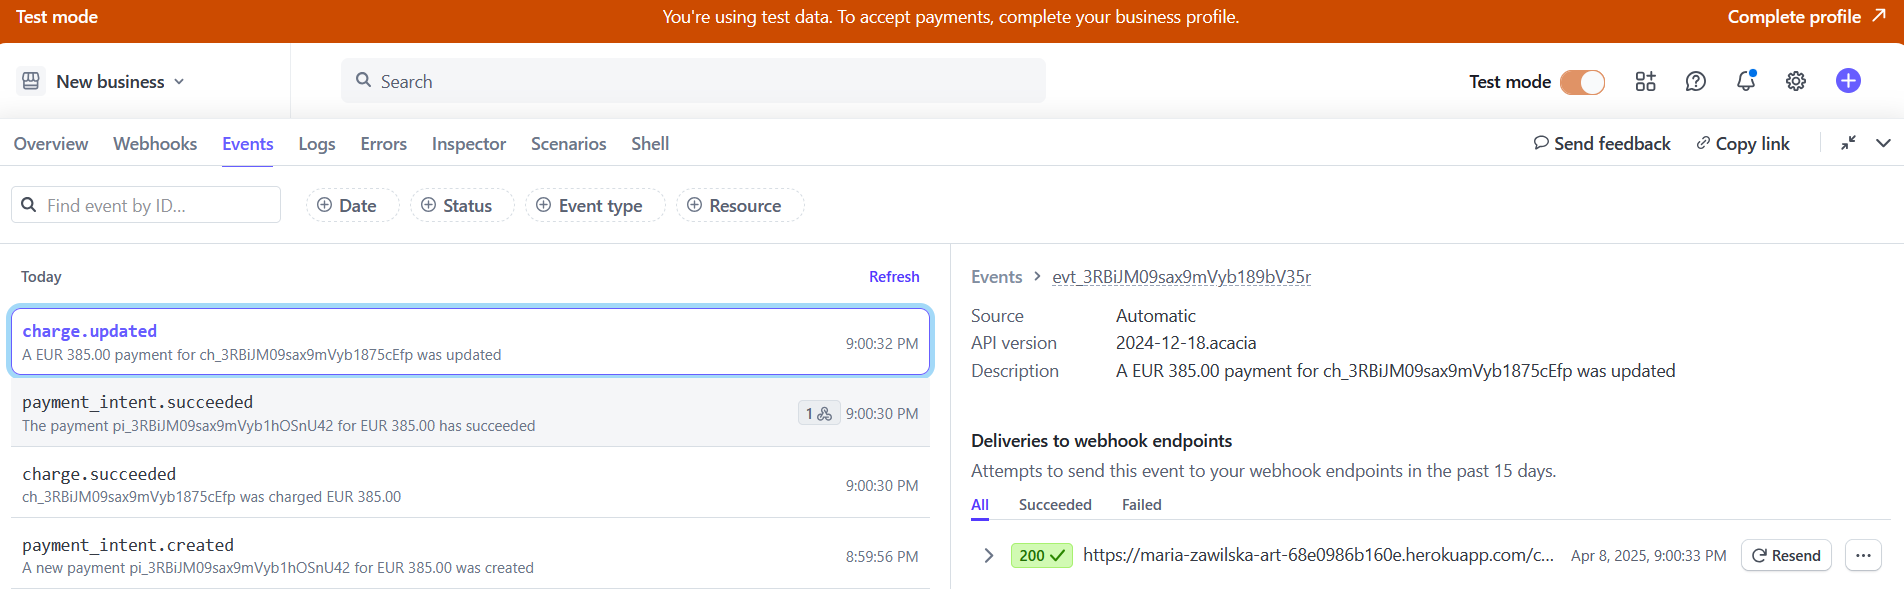 Test mode
You're using test data. To accept payments, complete your business profile.
Complete profile
New business
Search
Test mode
Overview Webhooks Events Logs Errors Inspector Scenarios Shell
Send feedback Copy link
Find event by ID...
Date Status Event type Resource
Today
Refresh
charge.updated
A EUR 385.00 payment for ch_3RBiJM09sax9mVyb1875cEfp was updated
9:00:32 PM
payment_intent.succeeded
The payment pi_3RBiJM09sax9mVyb1hOSnU42 for EUR 385.00 has succeeded
1
9:00:30 PM
charge.succeeded
ch_3RBiJM09sax9mVyb1875cEfp was charged EUR 385.00
9:00:30 PM
payment_intent.created
A new payment pi_3RBiJM09sax9mVyb1hOSnU42 for EUR 385.00 was created
8:59:56 PM
Events > evt_3RBiJM09sax9mVyb189bV35r
Source Automatic
API version 2024-12-18.acacia
Description A EUR 385.00 payment for ch_3RBiJM09sax9mVyb1875cEfp was updated
Deliveries to webhook endpoints
Attempts to send this event to your webhook endpoints in the past 15 days.
All Succeeded Failed
200 https://maria-zawilska-art-68e0986b160e.herokuapp.com/c... Apr 8, 2025, 9:00:33 PM Resend